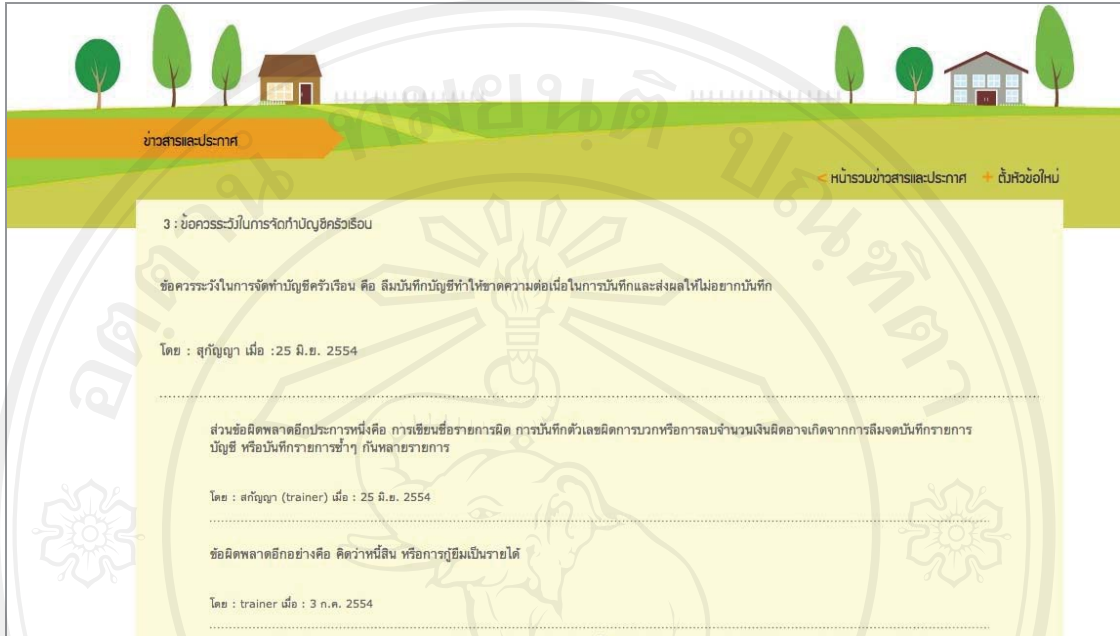 ข่าวสารและประกาศ
< หน้ารวมข่าวสารและประกาศ + ตั้งหัวข้อใหม่
3 : ข้อควรระวังในการจัดทำบัญชีครัวเรือน
ข้อควรระวังในการจัดทำบัญชีครัวเรือน คือ ลืมบันทึกบัญชีทำให้ขาดความต่อเนื่อในการบันทึกและส่งผลให้ไม่อยากบันทึก
โดย : สุกัญญา เมื่อ :25 มิ.ย. 2554
ส่วนข้อผิดพลาดอีกประการหนึ่งคือ การเขียนชื่อรายการผิด การบันทึกตัวเลขผิดการบวกหรือการลบจำนวนเงินผิดอาจเกิดจากการลืมจดบันทึกรายการ
บัญชี หรือบันทึกรายการซ้ำๆ กันหลายรายการ
โดย : สกัญญา (trainer) เมื่อ : 25 มิ.ย. 2554
ข้อผิดพลาดอีกอย่างคือ คิดว่าหนี้สิน หรือการกู้ยืมเป็นรายได้
โดย : trainer เมื่อ : 3 ก.ค. 2554